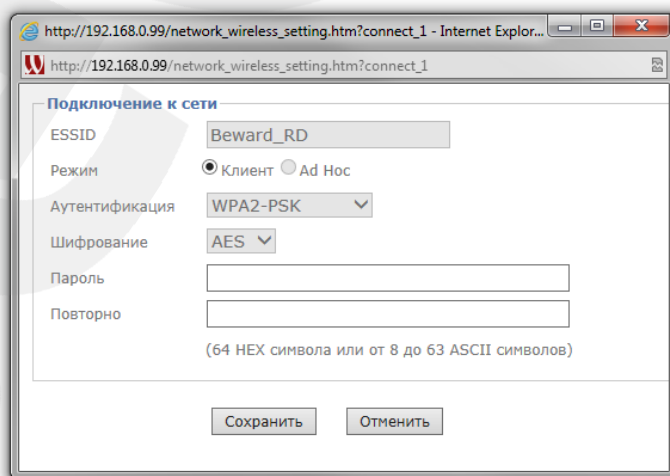 http://192.168.0.99/network_wireless_setting.htm?connect_1 - Internet Explor...
http://192.168.0.99/network_wireless_setting.htm?connect_1
Подключение к сети
ESSID Beward_RD
Режим Клиент Ad Hoc
Аутентификация WPA2-PSK
Шифрование AES
Пароль
Повторно
(64 HEX символа или от 8 до 63 ASCII символов)
Сохранить Отменить